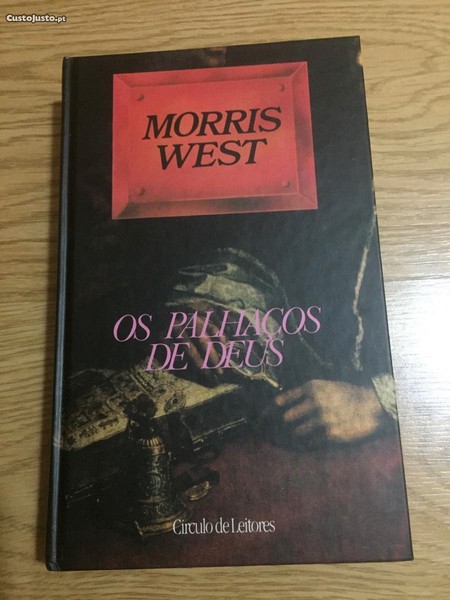 CustoJusto.pt
MORRIS
WEST
OS PALHAÇOS
DE DEUS
Círculo de Leitores